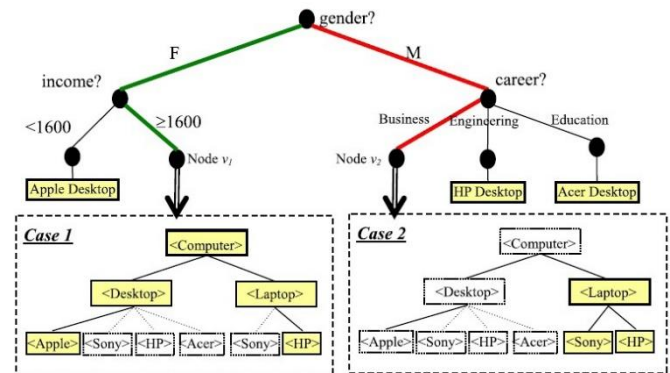 gender?
F
M
income?
career?
<1600
≥1600
Business
Engineering
Education
Node v1
Node v2
Apple Desktop
HP Desktop
Acer Desktop
Case 1
<Computer>
<Desktop>
<Laptop>
<Apple>
<Sony>
<HP>
<Acer>
<Sony>
<HP>
Case 2
<Computer>
<Desktop>
<Laptop>
<Apple>
<Sony>
<HP>
<Acer>
<Sony>
<HP>